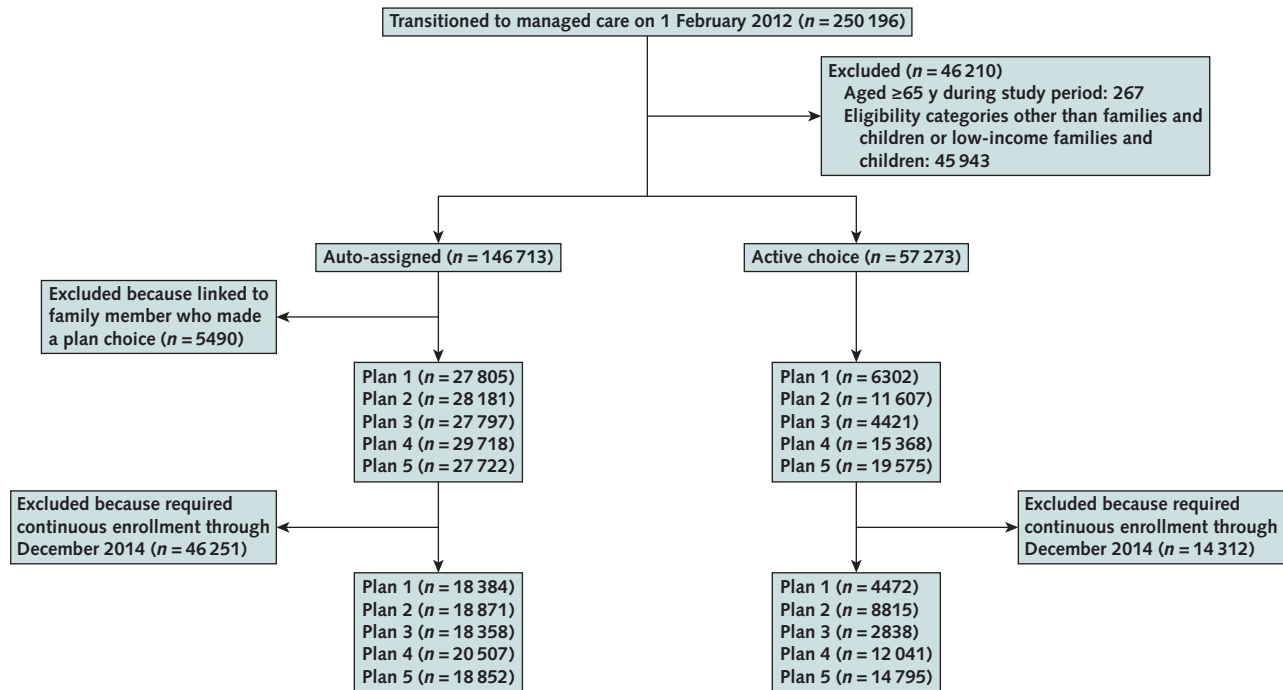 Transitioned to managed care on 1 February 2012 (n = 250 196)
Excluded (n = 46 210)
Aged ≥65 y during study period: 267
Eligibility categories other than families and
children or low-income families and
children: 45 943
Auto-assigned (n = 146 713)
Active choice (n = 57 273)
Excluded because linked to
family member who made
a plan choice (n = 5490)
Plan 1 (n = 27 805)
Plan 2 (n = 28 181)
Plan 3 (n = 27 797)
Plan 4 (n = 29 718)
Plan 5 (n = 27 722)
Plan 1 (n = 6302)
Plan 2 (n = 11 607)
Plan 3 (n = 4421)
Plan 4 (n = 15 368)
Plan 5 (n = 19 575)
Excluded because required
continuous enrollment through
December 2014 (n = 46 251)
Excluded because required
continuous enrollment through
December 2014 (n = 14 312)
Plan 1 (n = 18 384)
Plan 2 (n = 18 871)
Plan 3 (n = 18 358)
Plan 4 (n = 20 507)
Plan 5 (n = 18 852)
Plan 1 (n = 4472)
Plan 2 (n = 8815)
Plan 3 (n = 2838)
Plan 4 (n = 12 041)
Plan 5 (n = 14 795)